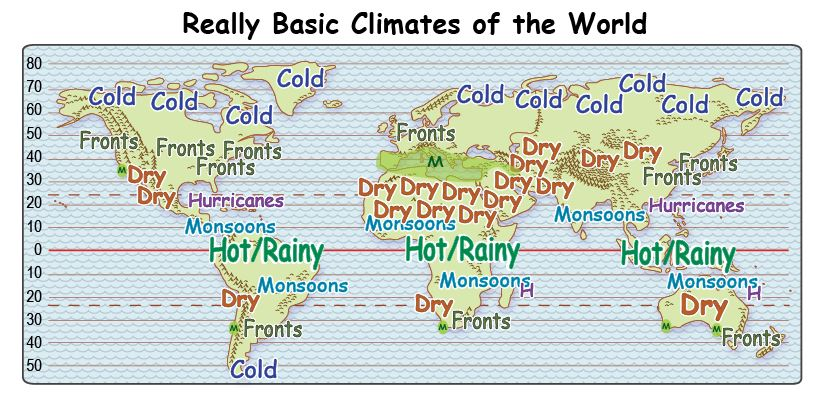 Really Basic Climates of the World
80
Cold
70
Cold
Cold
Cold
Cold
Cold
Cold
Cold
Cold
Cold
60
Cold
50
Fronts
Fronts
Fronts
Fronts
Fronts
Dry
Dry
Dry
Dry
40
M
Fronts
Fronts
M
Dry
30
Dry
Dry
Dry
Dry
Dry
Dry
Dry
Dry
Hurricanes
Hurricanes
20
Dry
Dry
Dry
Monsoons
Monsoons
Monsoons
10
Hot/Rainy
Hot/Rainy
Hot/Rainy
0
10
Monsoons
Monsoons
Monsoons
H
H
20
Dry
Dry
Dry
30
M
Fronts
M
Fronts
M
M
Fronts
40
50
Cold